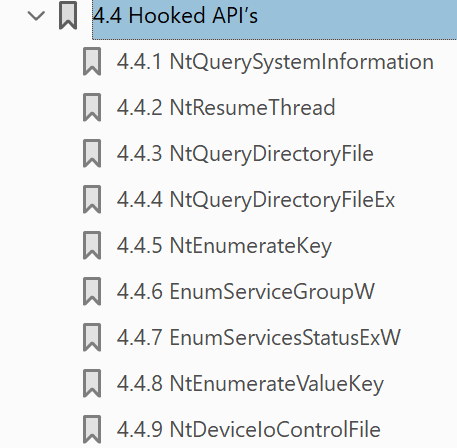 4.4 Hooked API’s
4.4.1 NtQuerySystemInformation
4.4.2 NtResumeThread
4.4.3 NtQueryDirectoryFile
4.4.4 NtQueryDirectoryFileEx
4.4.5 NtEnumerateKey
4.4.6 EnumServiceGroupW
4.4.7 EnumServicesStatusExW
4.4.8 NtEnumerateValueKey
4.4.9 NtDeviceIoControlFile